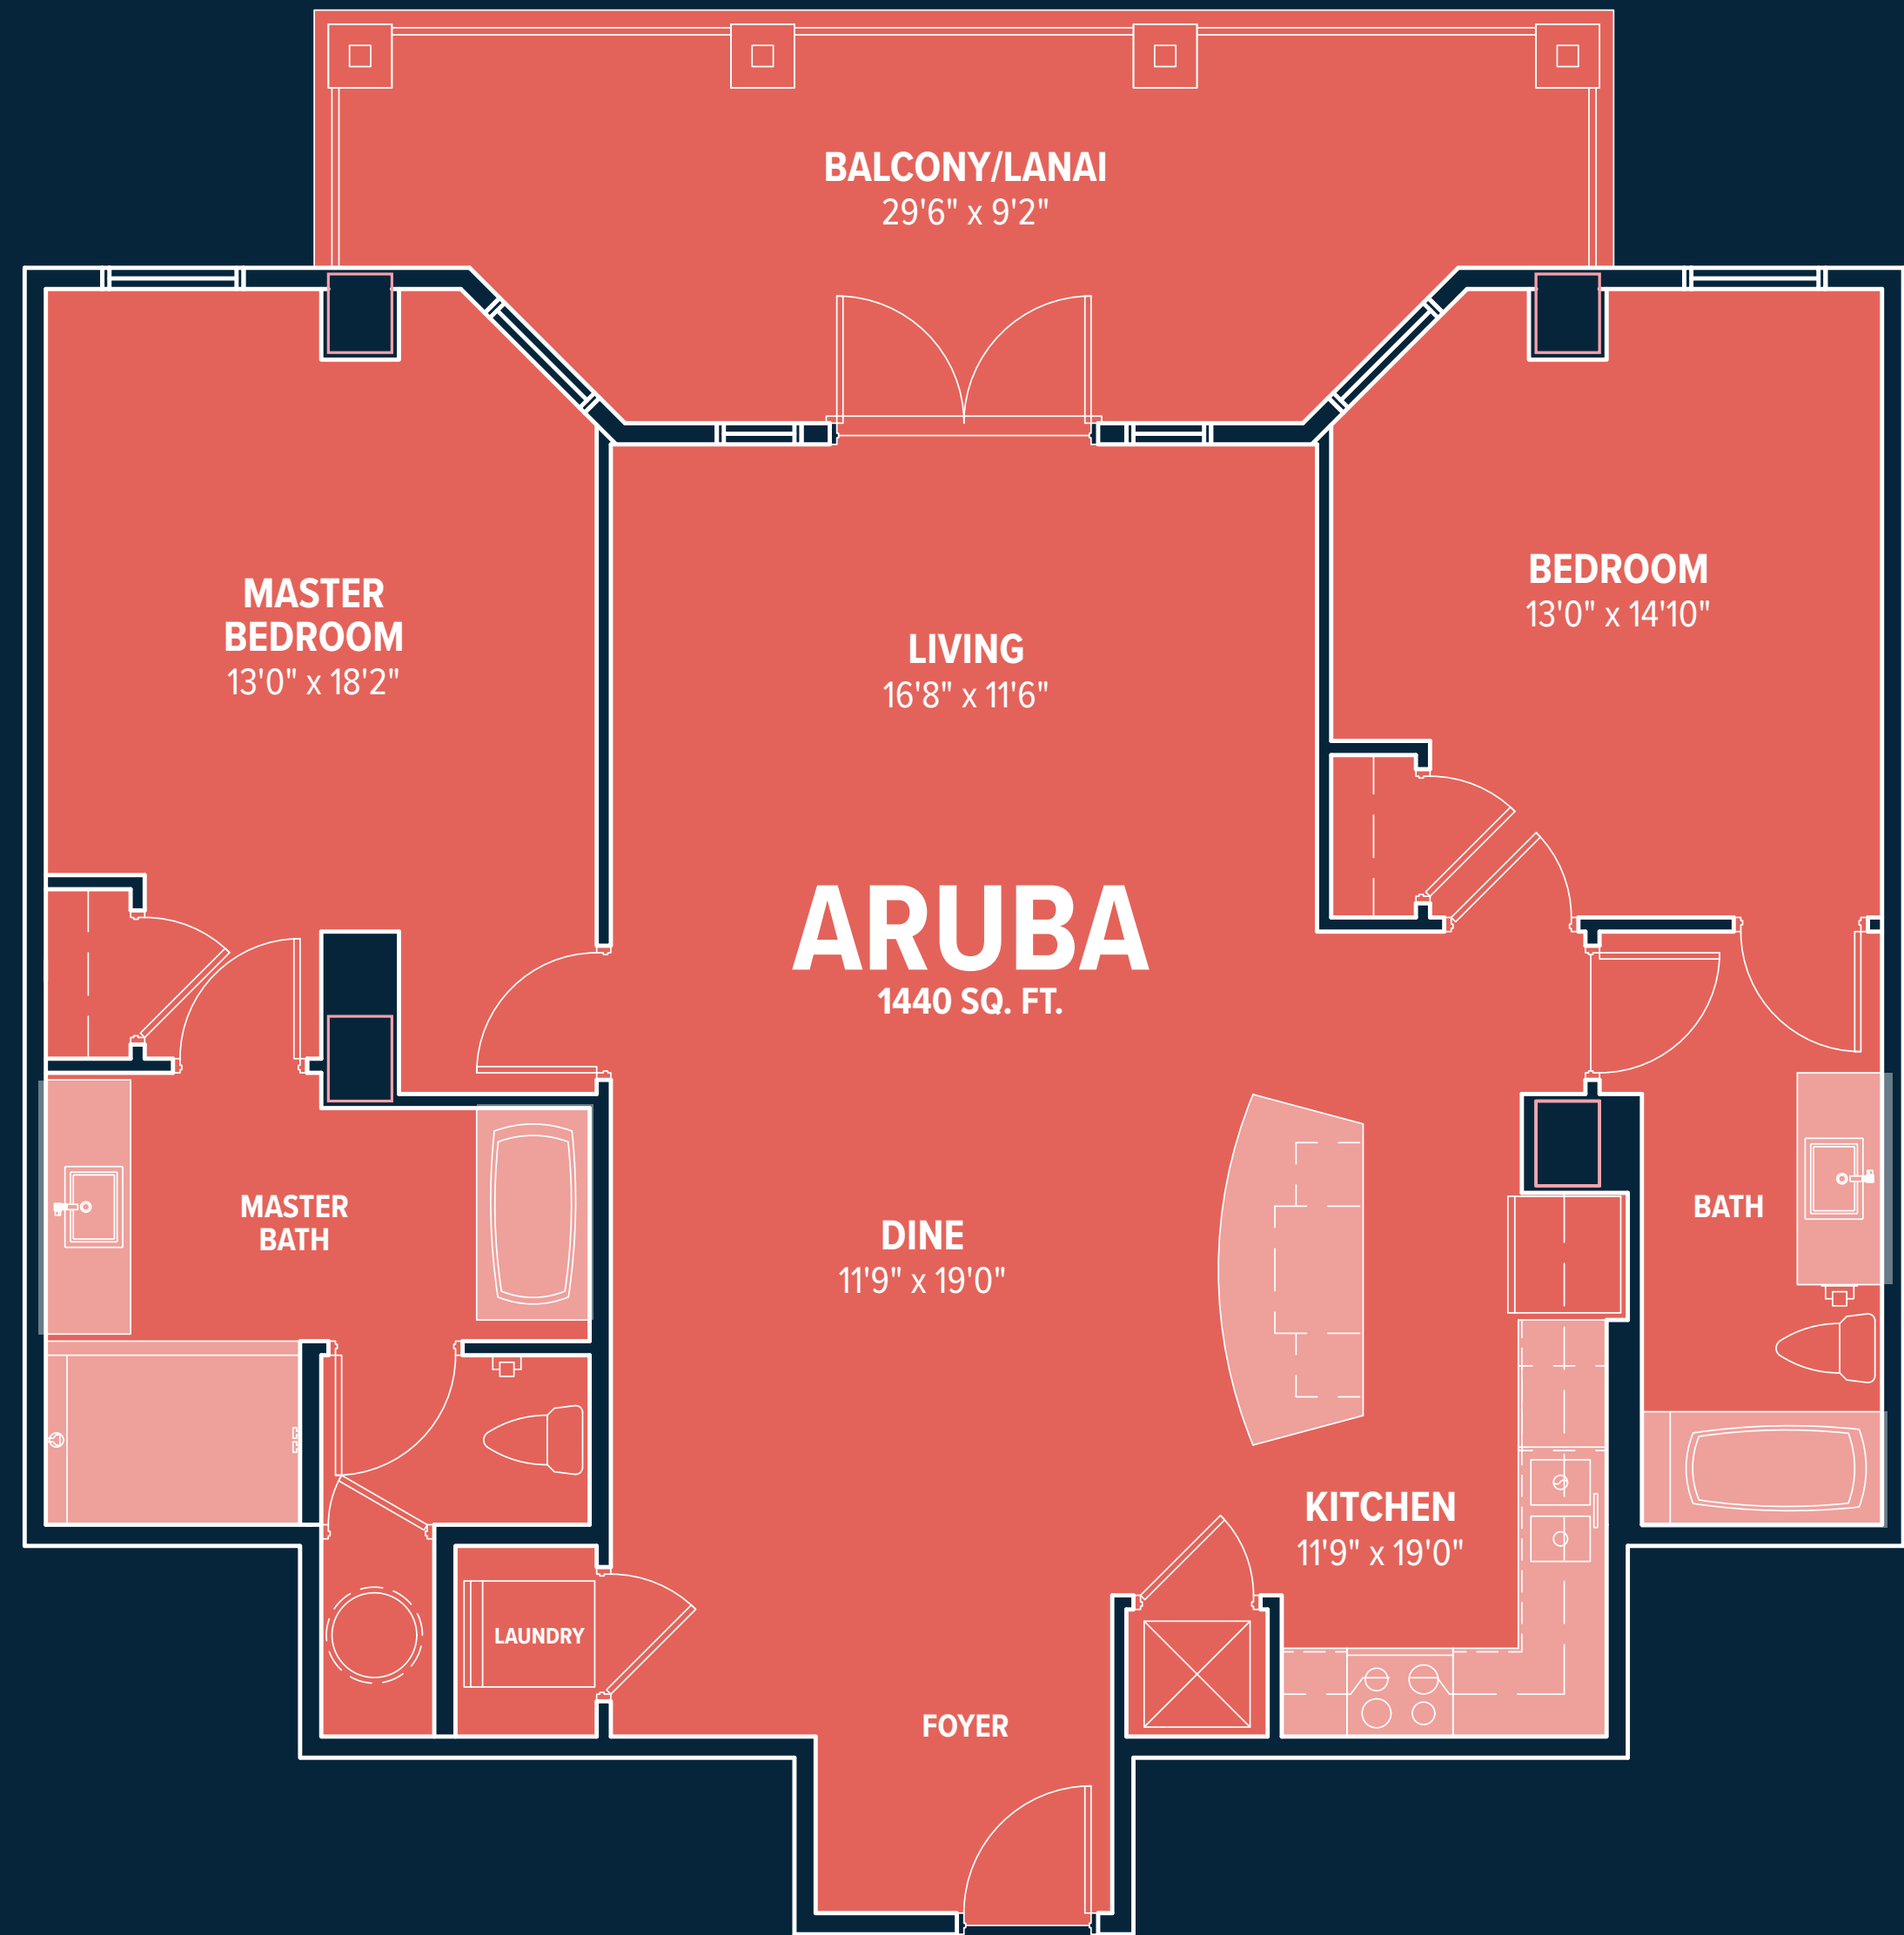 BALCONY/LANAI
29'6" x 9'2"
MASTER
BEDROOM
13'0" x 18'2"
LIVING
16'8" x 11'6"
BEDROOM
13'0" x 14'10"
ARUBA
1440 SQ. FT.
MASTER
BATH
DINE
11'9" x 19'0"
BATH
KITCHEN
11'9" x 19'0"
LAUNDRY
FOYER